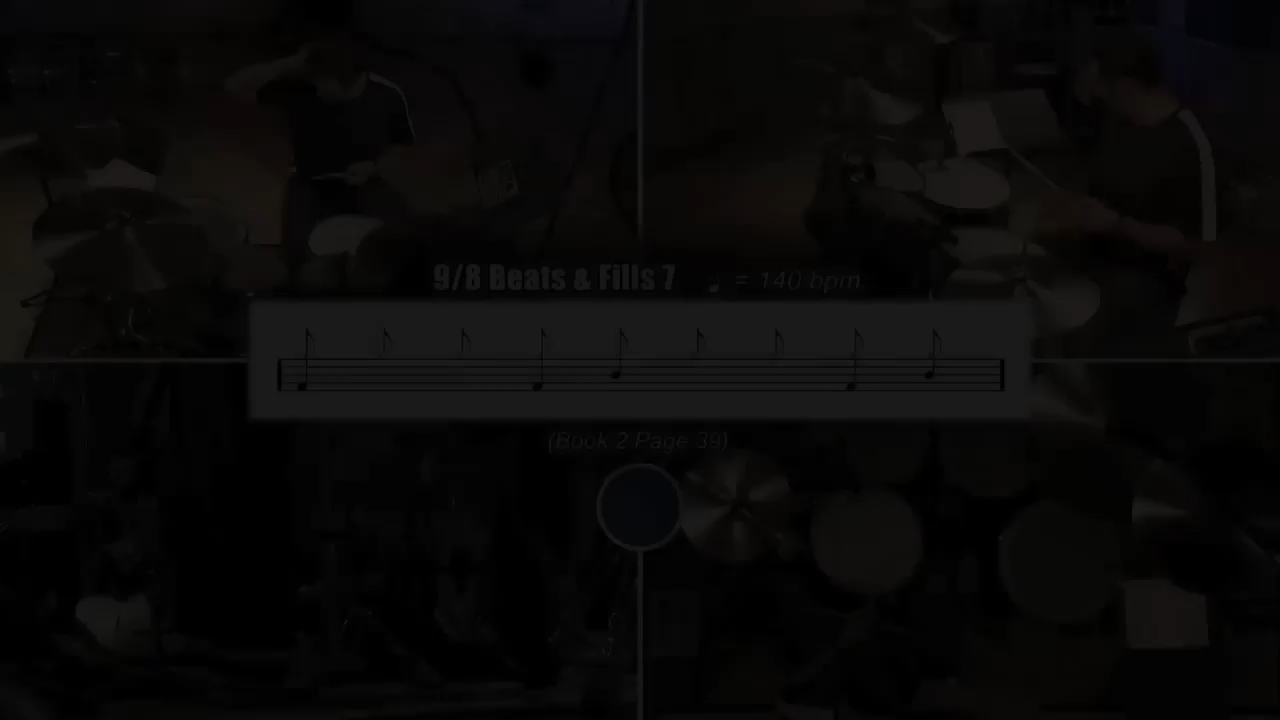 9/8 Beats & Fills 7 ♩ = 140 bpm
(Book 2 Page 39)